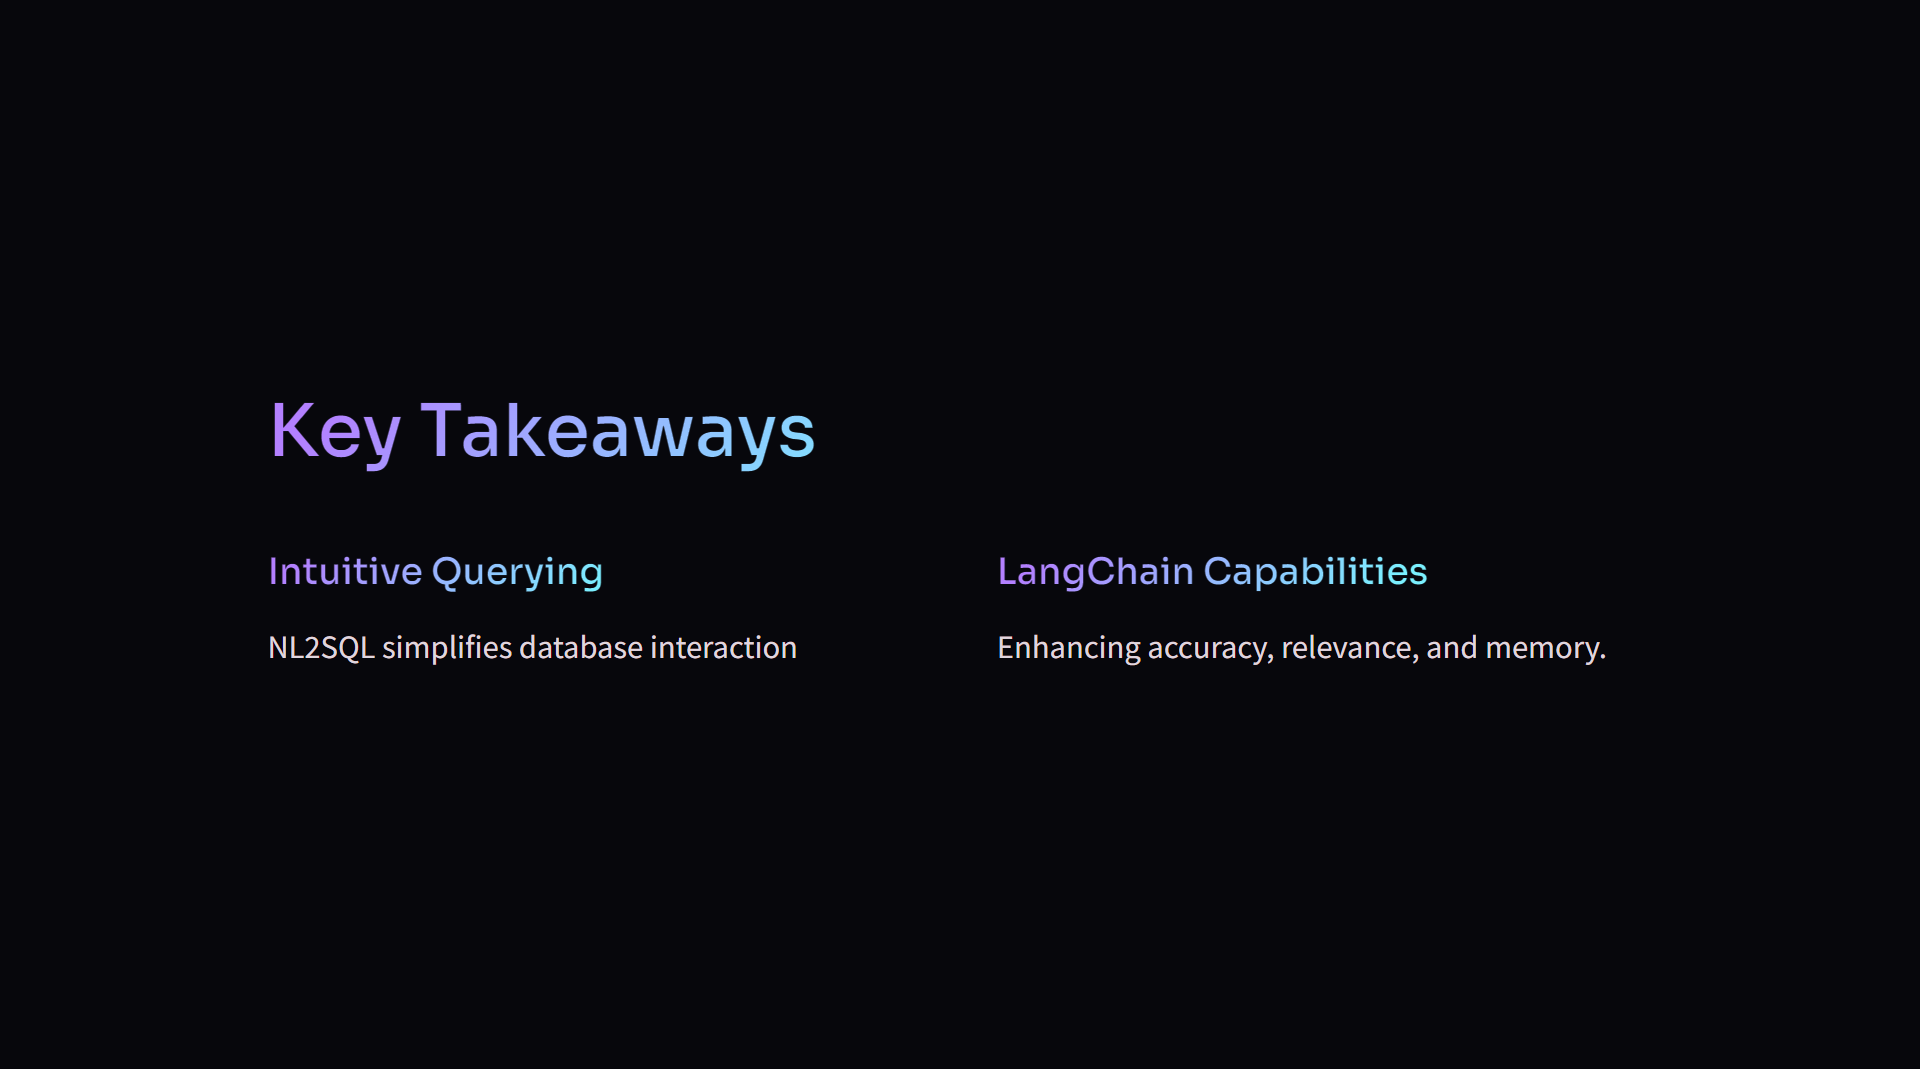 Key Takeaways
Intuitive Querying
NL2SQL simplifies database interaction
LangChain Capabilities
Enhancing accuracy, relevance, and memory.